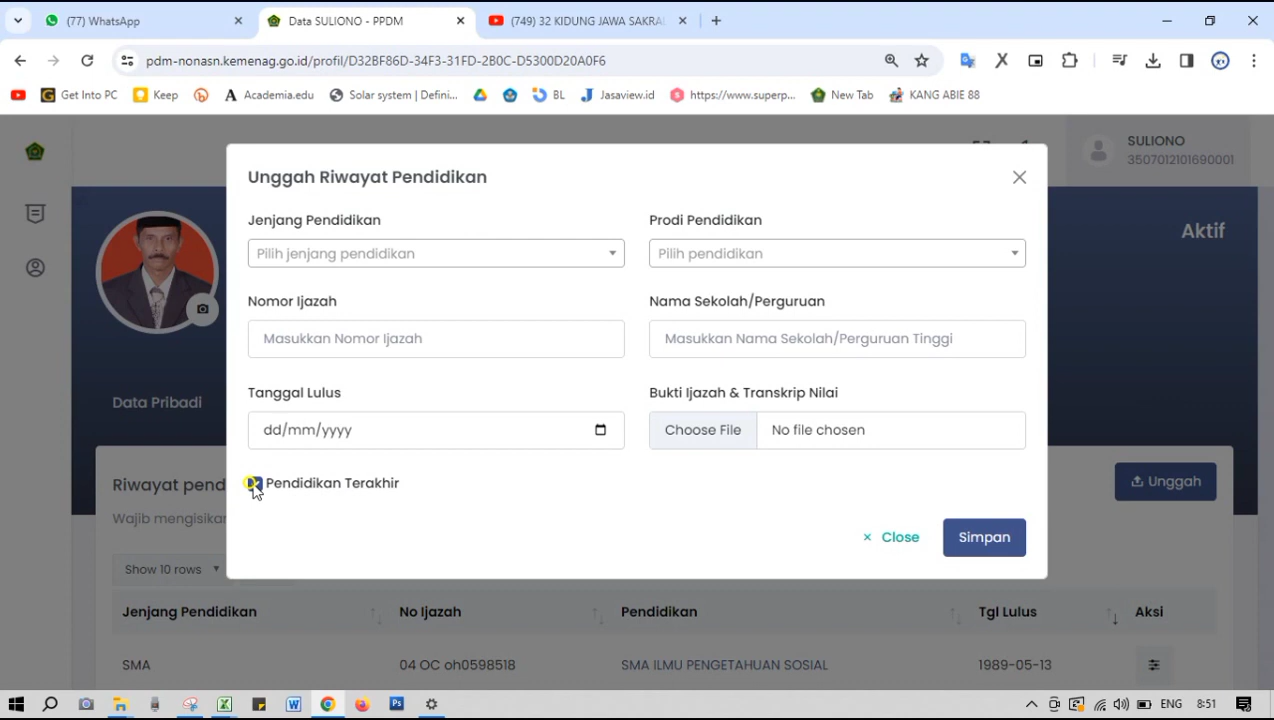 (77) WhatsApp
Data SULIONO - PPDM
(749) 32 KIDUNG JAWA SAKRAL
pdm-nonasn.kemenag.go.id/profil/D32BF86D-34F3-31FD-2B0C-D5300D20A0F6
Get Into PC
Keep
Academia.edu
Solar system | Defini...
BL
Jasaview.id
https://www.superp...
New Tab
KANG ABIE 88
SULIONO
3507012101690001
Unggah Riwayat Pendidikan
Aktif
Jenjang Pendidikan
Prodi Pendidikan
Pilih jenjang pendidikan
Pilih pendidikan
Nomor Ijazah
Nama Sekolah/Perguruan
Masukkan Nomor Ijazah
Masukkan Nama Sekolah/Perguruan Tinggi
Tanggal Lulus
Bukti Ijazah & Transkrip Nilai
dd/mm/yyyy
Choose File
No file chosen
Pendidikan Terakhir
× Close
Simpan
Data Pribadi
Riwayat pend
Unggah
Wajib mengisikan
Show 10 rows
Jenjang Pendidikan
No Ijazah
Pendidikan
Tgl Lulus
Aksi
SMA
04 OC oh0598518
SMA ILMU PENGETAHUAN SOSIAL
1989-05-13
ENG
8:51